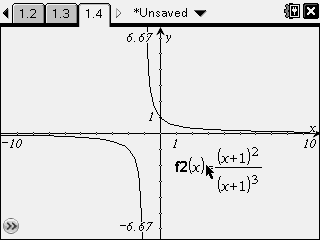 1.2 1.3 1.4 *Unsaved
6.67 y
1
x
-10 1 10
f2(x)=(x+1)2
(x+1)3
-6.67